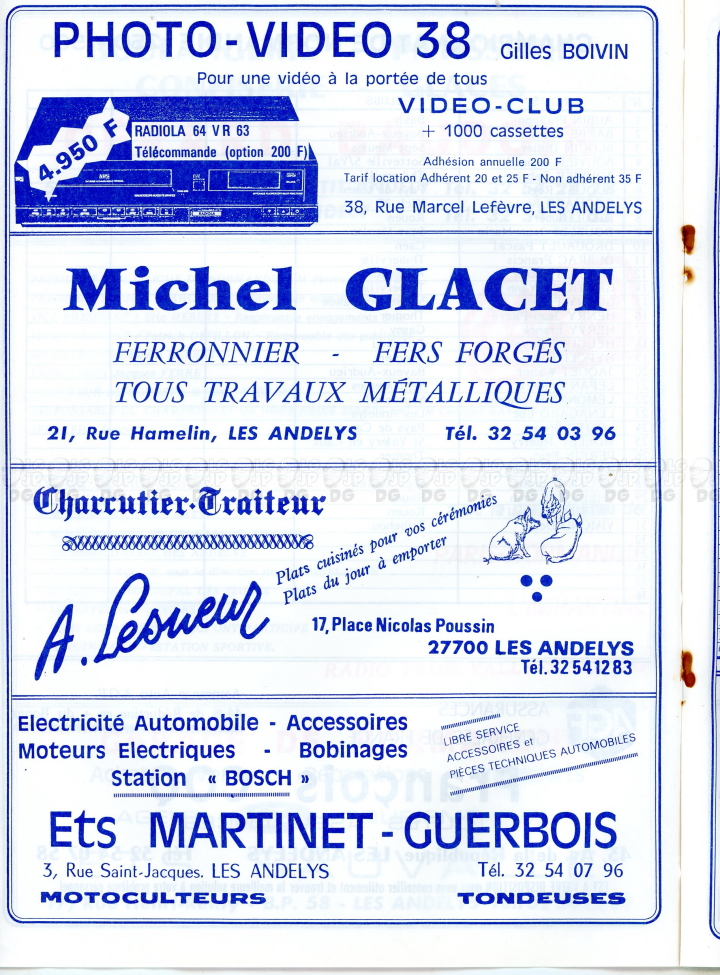 PHOTO-VIDEO 38 Gilles BOIVIN
Pour une vidéo à la portée de tous
4.950 F
RADIOLA 64 VR 63
Télécommande (option 200 F)
VIDEO-CLUB
+ 1000 cassettes
Adhésion annuelle 200 F
Tarif location Adhérent 20 et 25 F - Non adhérent 35 F
38, Rue Marcel Lefèvre, LES ANDELYS
Michel GLACET
FERRONNIER - FERS FORGÉS
TOUS TRAVAUX MÉTALLIQUES
21, Rue Hamelin, LES ANDELYS Tél. 32 54 03 96
Charcutier-Traiteur
Plats cuisinés pour vos cérémonies
Plats du jour à emporter
A. Lesueur
17, Place Nicolas Poussin
27700 LES ANDELYS
Tél. 32 54 12 83
Electricité Automobile - Accessoires
Moteurs Electriques - Bobinages
Station « BOSCH »
LIBRE SERVICE
ACCESSOIRES et
PIÈCES TECHNIQUES AUTOMOBILES
Ets MARTINET-GUERBOIS
3, Rue Saint-Jacques. LES ANDELYS Tél. 32 54 07 96
MOTOCULTEURS TONDEUSES